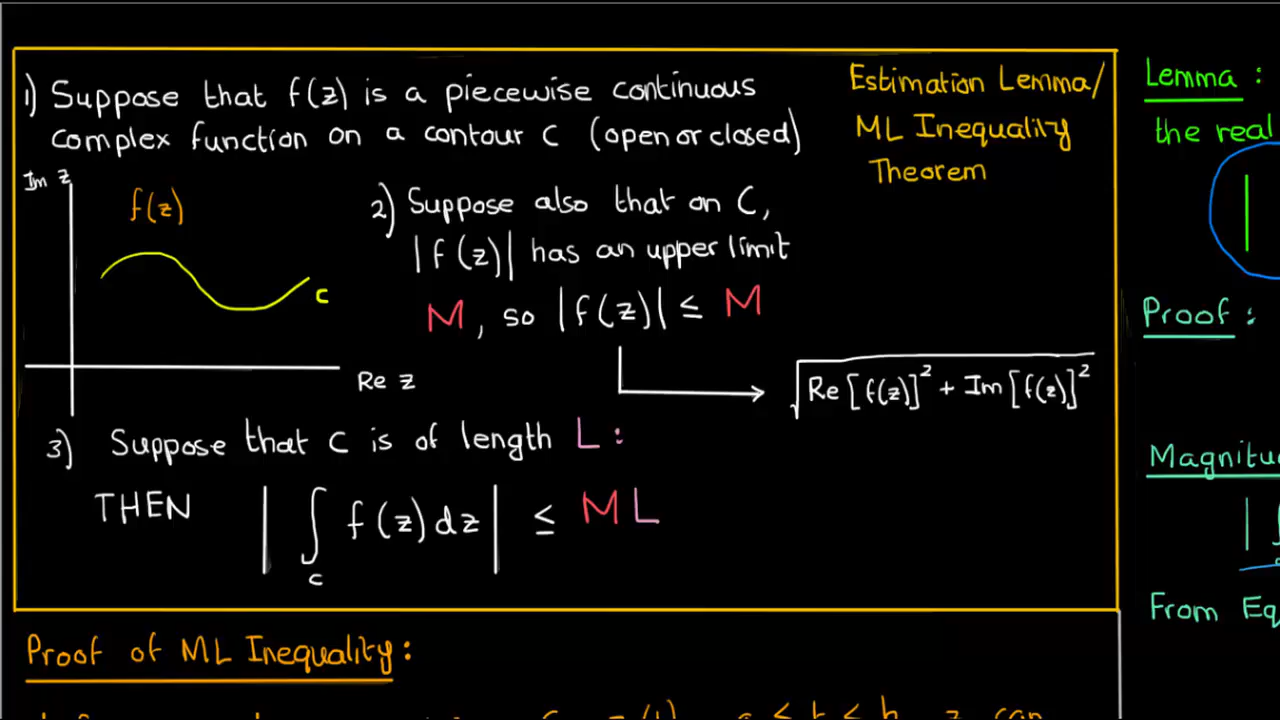 1) Suppose that f(z) is a piecewise continuous
complex function on a contour C (open or closed)
Estimation Lemma/
ML Inequality
Theorem
Im z
f(z)
C
Re z
2) Suppose also that on C,
|f(z)| has an upper limit
M, so |f(z)| ≤ M
√(Re[f(z)]² + Im[f(z)]²)
3) Suppose that C is of length L:
THEN |∫_C f(z)dz| ≤ ML
Proof of ML Inequality:
Lemma:
the real
Proof:
From